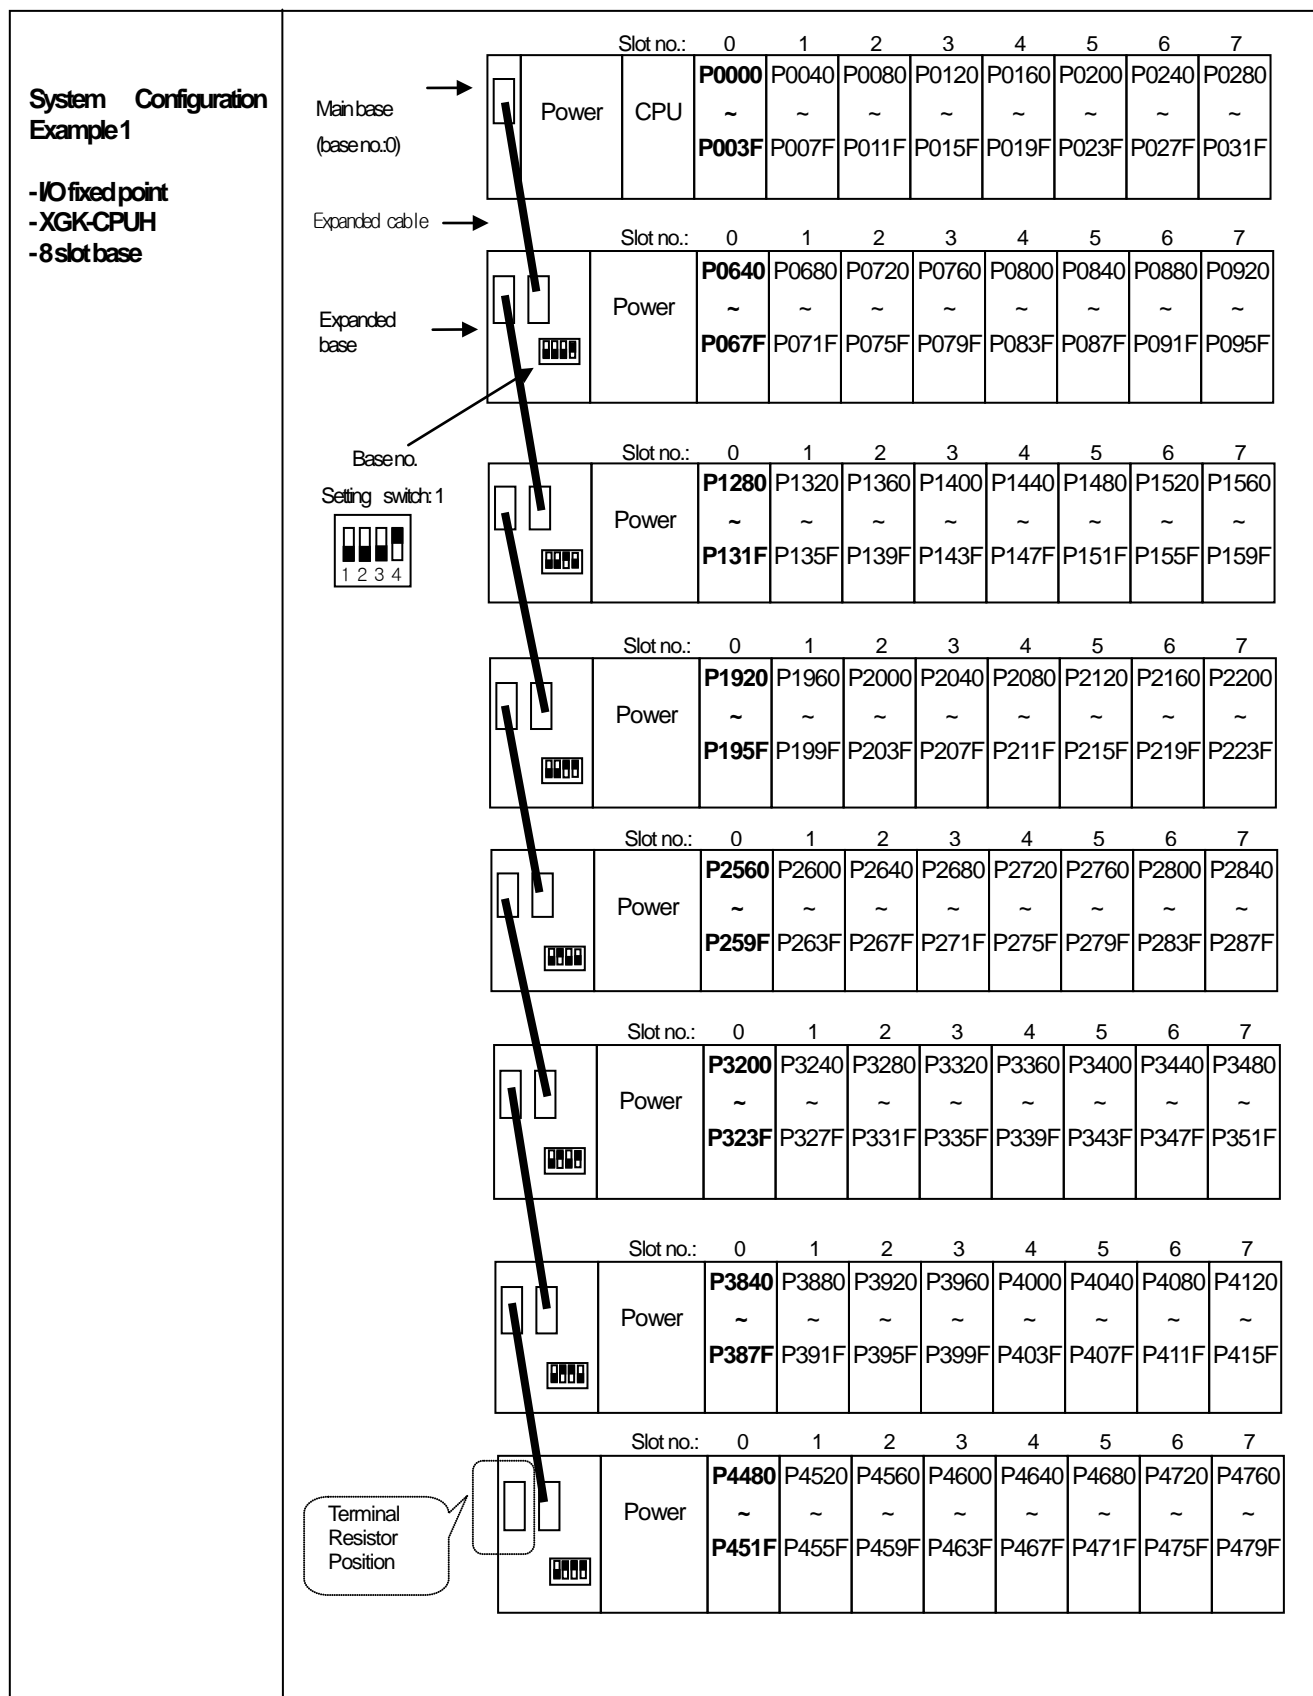 System Configuration
Example 1
- I/O fixed point
- XGK-CPUH
- 8 slot base
Slot no.: 0 1 2 3 4 5 6 7
Main base
(base no.:0)
Power CPU
P0000 P0040 P0080 P0120 P0160 P0200 P0240 P0280
~ ~ ~ ~ ~ ~ ~ ~
P003F P007F P011F P015F P019F P023F P027F P031F
Expanded cable
Slot no.: 0 1 2 3 4 5 6 7
Expanded
base
Power
P0640 P0680 P0720 P0760 P0800 P0840 P0880 P0920
~ ~ ~ ~ ~ ~ ~ ~
P067F P071F P075F P079F P083F P087F P091F P095F
Base no.
Setting switch: 1
1 2 3 4
Slot no.: 0 1 2 3 4 5 6 7
Power
P1280 P1320 P1360 P1400 P1440 P1480 P1520 P1560
~ ~ ~ ~ ~ ~ ~ ~
P131F P135F P139F P143F P147F P151F P155F P159F
Slot no.: 0 1 2 3 4 5 6 7
Power
P1920 P1960 P2000 P2040 P2080 P2120 P2160 P2200
~ ~ ~ ~ ~ ~ ~ ~
P195F P199F P203F P207F P211F P215F P219F P223F
Slot no.: 0 1 2 3 4 5 6 7
Power
P2560 P2600 P2640 P2680 P2720 P2760 P2800 P2840
~ ~ ~ ~ ~ ~ ~ ~
P259F P263F P267F P271F P275F P279F P283F P287F
Slot no.: 0 1 2 3 4 5 6 7
Power
P3200 P3240 P3280 P3320 P3360 P3400 P3440 P3480
~ ~ ~ ~ ~ ~ ~ ~
P323F P327F P331F P335F P339F P343F P347F P351F
Slot no.: 0 1 2 3 4 5 6 7
Power
P3840 P3880 P3920 P3960 P4000 P4040 P4080 P4120
~ ~ ~ ~ ~ ~ ~ ~
P387F P391F P395F P399F P403F P407F P411F P415F
Slot no.: 0 1 2 3 4 5 6 7
Power
P4480 P4520 P4560 P4600 P4640 P4680 P4720 P4760
~ ~ ~ ~ ~ ~ ~ ~
P451F P455F P459F P463F P467F P471F P475F P479F
Terminal
Resistor
Position